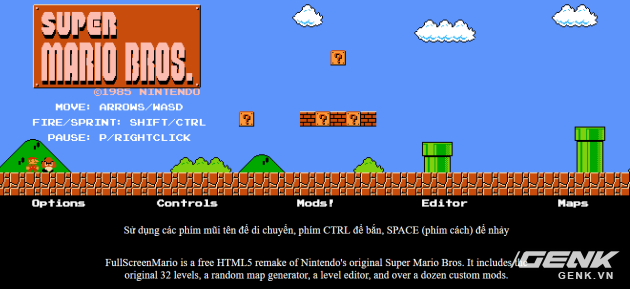 SUPER
MARIO BROS.
©1985 NINTENDO
MOVE: ARROWS/WASD
FIRE/SPRINT: SHIFT/CTRL
PAUSE: P/RIGHTCLICK
?
? ? ?
Options Controls Mods! Editor Maps
Sử dụng các phím mũi tên để di chuyển, phím CTRL để bắn, SPACE (phím cách) để nhảy
FullScreenMario is a free HTML5 remake of Nintendo's original Super Mario Bros. It includes the
original 32 levels, a random map generator, a level editor, and over a dozen custom mods.
GENK
GENK.VN